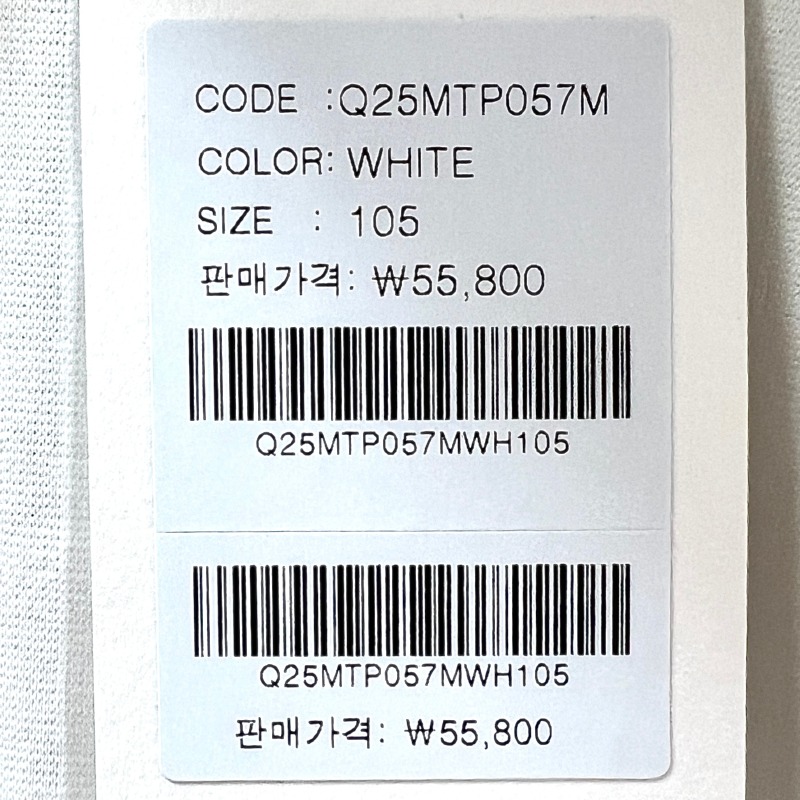 CODE :Q25MTP057M
COLOR: WHITE
SIZE : 105
판매가격: ₩55,800
Q25MTP057MWH105
Q25MTP057MWH105
판매가격: ₩55,800